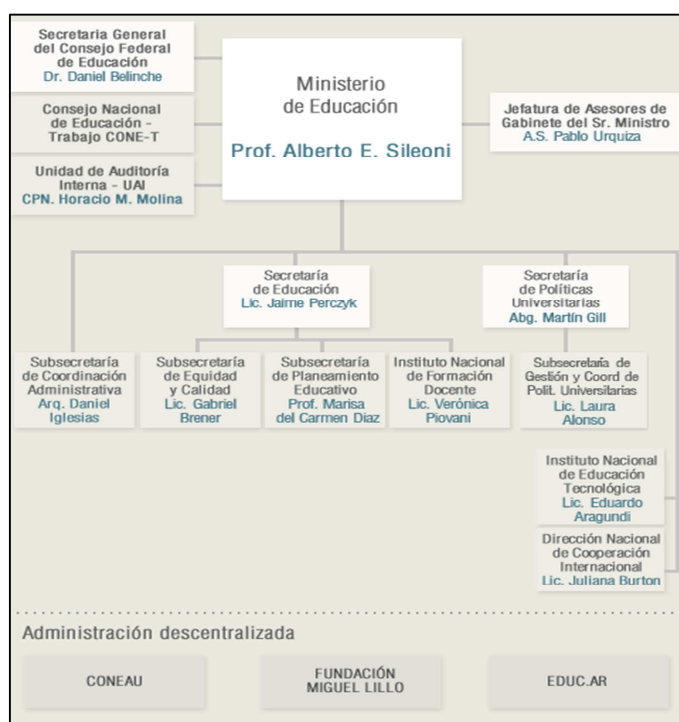 Secretaria General
del Consejo Federal
de Educación
Dr. Daniel Belinche
Consejo Nacional
de Educación -
Trabajo CONE-T
Unidad de Auditoría
Interna - UAI
CPN. Horacio M. Molina
Ministerio
de Educación
Prof. Alberto E. Sileoni
Jefatura de Asesores de
Gabinete del Sr. Ministro
A.S. Pablo Urquiza
Secretaría
de Educación
Lic. Jaime Perczyk
Secretaría
de Políticas
Universitarias
Abg. Martín Gill
Subsecretaría
de Coordinación
Administrativa
Arq. Daniel
Iglesias
Subsecretaría
de Equidad
y Calidad
Lic. Gabriel
Brener
Subsecretaría
de Planeamiento
Educativo
Prof. Marisa
del Carmen Diaz
Instituto Nacional
de Formación
Docente
Lic. Verónica
Piovani
Subsecretaría de
Gestión y Coord de
Polit. Universitarias
Lic. Laura
Alonso
Instituto Nacional
de Educación
Tecnológica
Lic. Eduardo
Aragundi
Dirección Nacional
de Cooperación
Internacional
Lic. Juliana Burton
Administración descentralizada
CONEAU
FUNDACIÓN
MIGUEL LILLO
EDUC.AR